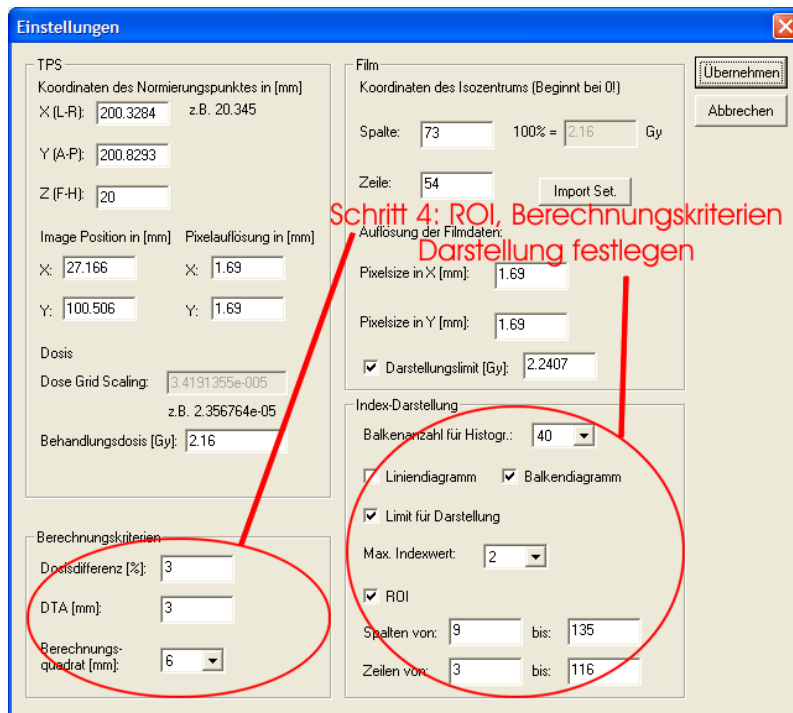 Einstellungen
TPS
Koordinaten des Normierungspunktes in [mm]
X (L-R): 200.3284 z.B. 20.345
Y (A-P): 200.8293
Z (F-H): 20
Image Position in [mm] Pixelauflösung in [mm]
X: 27.166 X: 1.69
Y: 100.506 Y: 1.69
Dosis
Dose Grid Scaling: 3.4191355e-005
z.B. 2.356764e-05
Behandlungsdosis [Gy]: 2.16
Berechnungskriterien
Dosisdifferenz [%]: 3
DTA [mm]: 3
Berechnungs-
quadrat [mm]: 6
Film
Koordinaten des Isozentrums (Beginnt bei 0!)
Spalte: 73 100% = 2.16 Gy
Zeile: 54 Import Set.
Schritt 4: ROI, Berechnungskriterien
Darstellung festlegen
Auflösung der Filmdaten:
Pixelsize in X [mm]: 1.69
Pixelsize in Y [mm]: 1.69
Darstellungslimit [Gy]: 2.2407
Index-Darstellung
Balkenanzahl für Histogr.: 40
Liniendiagramm Balkendiagramm
Limit für Darstellung
Max. Indexwert: 2
ROI
Spalten von: 9 bis: 135
Zeilen von: 3 bis: 116
Übernehmen
Abbrechen